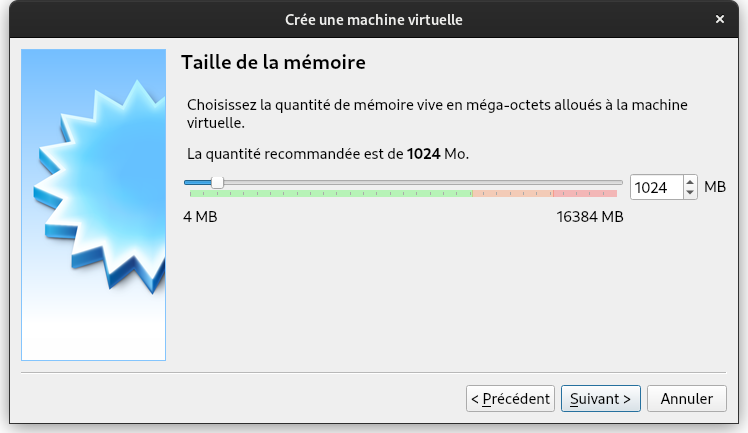 Crée une machine virtuelle
Taille de la mémoire
Choisissez la quantité de mémoire vive en méga-octets alloués à la machine
virtuelle.
La quantité recommandée est de 1024 Mo.
1024 MB
4 MB 16384 MB
< Précédent Suivant > Annuler